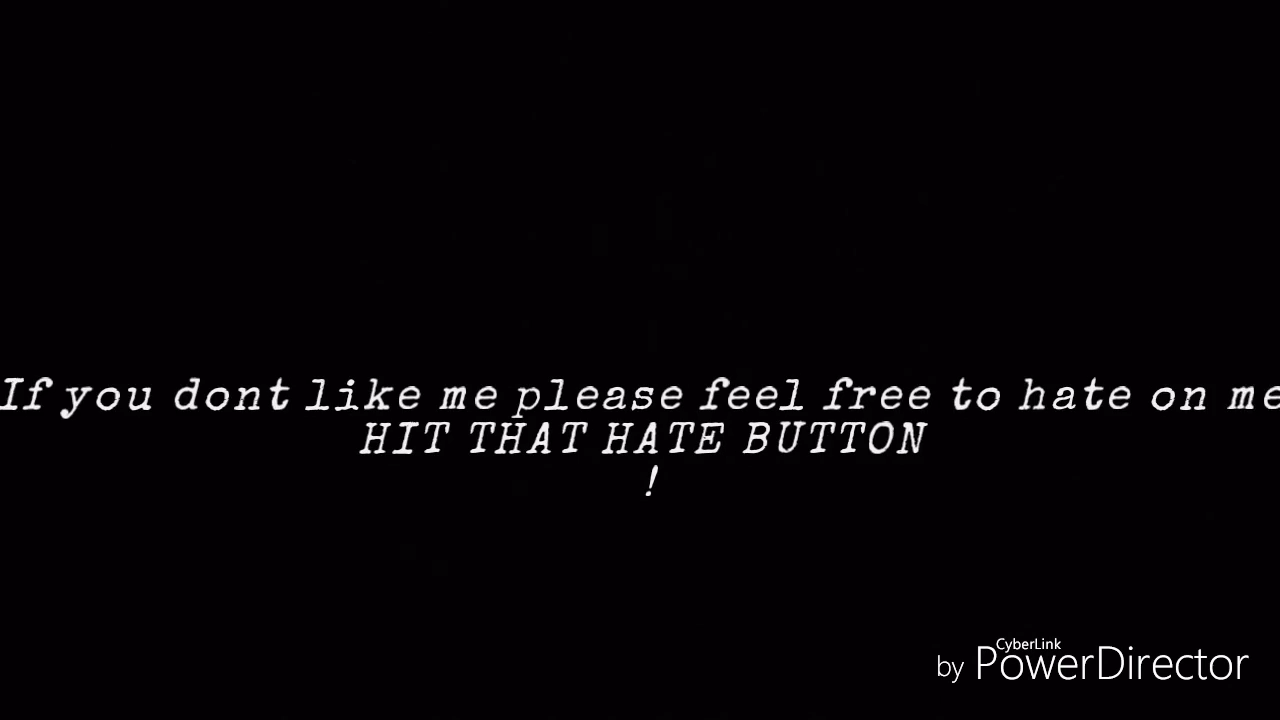 If you dont like me please feel free to hate on me
HIT THAT HATE BUTTON
!
CyberLink
by PowerDirector